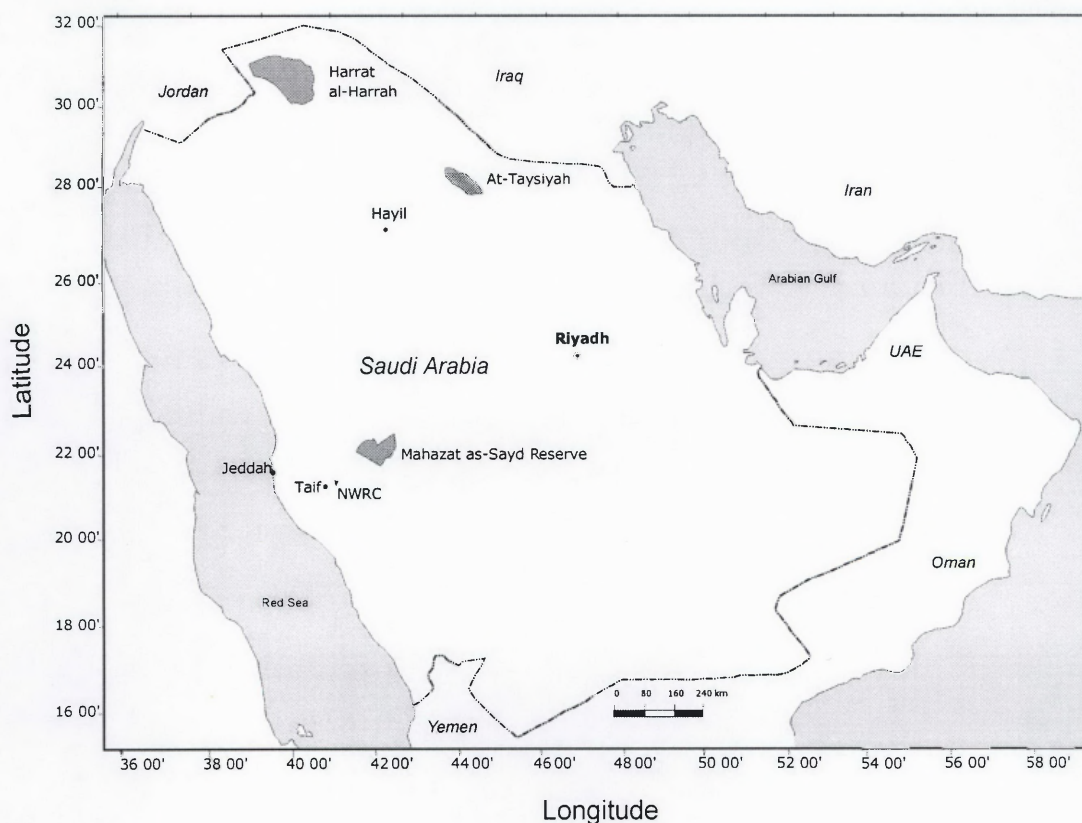 32 00'
30 00'
28 00'
26 00'
24 00'
22 00'
20 00'
18 00'
16 00'
Latitude
Jordan
Harrat
al-Harrah
Iraq
At-Taysiyah
Hayil
Iran
Arabian Gulf
Riyadh
UAE
Saudi Arabia
Mahazat as-Sayd Reserve
Jeddah
Taif
NWRC
Oman
Red Sea
0 80 160 240 km
Yemen
36 00' 38 00' 40 00' 42 00' 44 00' 46 00' 48 00' 50 00' 52 00' 54 00' 56 00' 58 00'
Longitude